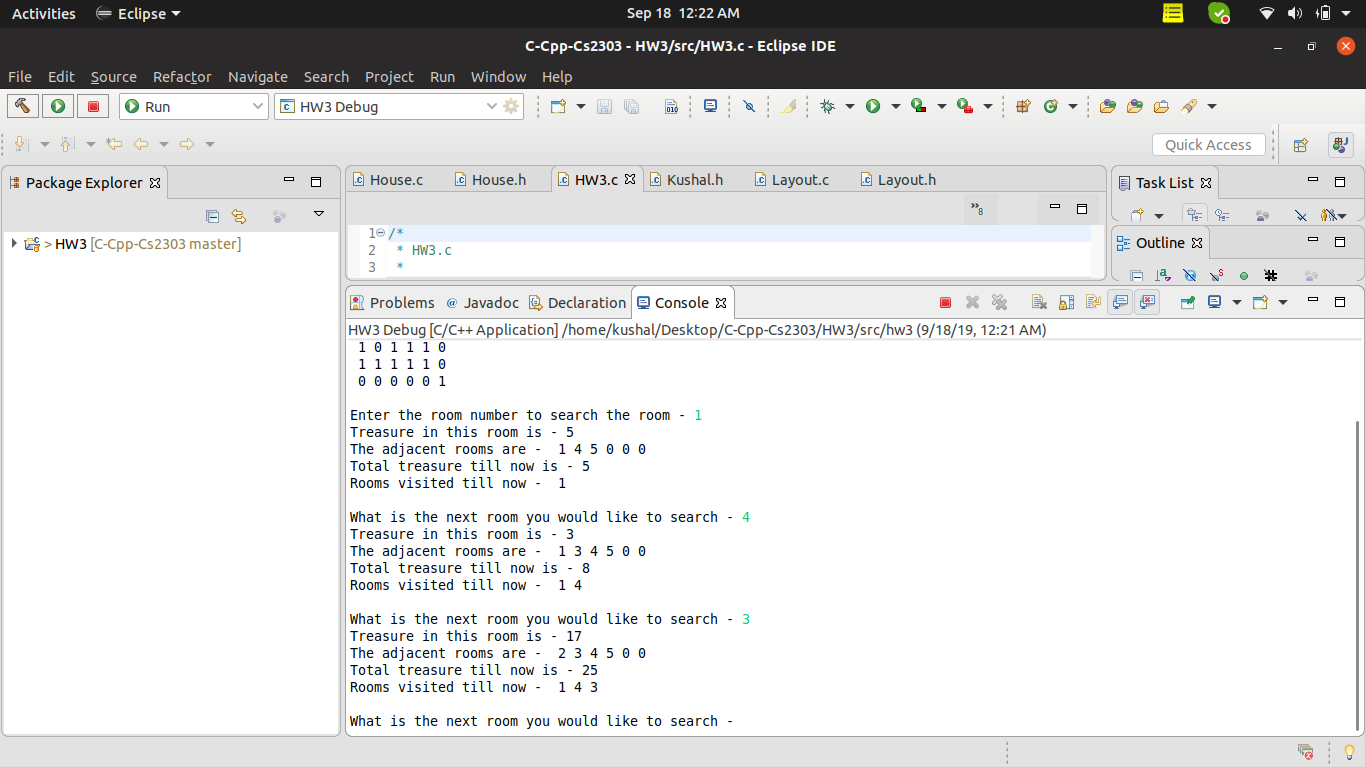 Activities Eclipse Sep 18 12:22 AM
C-Cpp-Cs2303 - HW3/src/HW3.c - Eclipse IDE
File Edit Source Refactor Navigate Search Project Run Window Help
Run HW3 Debug
Quick Access
Package Explorer House.c House.h HW3.c Kushal.h Layout.c Layout.h Task List
»8
> HW3 [C-Cpp-Cs2303 master]
1 /*
2 * HW3.c
3 *
Outline
Problems @ Javadoc Declaration Console
HW3 Debug [C/C++ Application] /home/kushal/Desktop/C-Cpp-Cs2303/HW3/src/hw3 (9/18/19, 12:21 AM)
1 0 1 1 1 0
1 1 1 1 1 0
0 0 0 0 0 1
Enter the room number to search the room - 1
Treasure in this room is - 5
The adjacent rooms are -  1 4 5 0 0 0
Total treasure till now is - 5
Rooms visited till now -  1
What is the next room you would like to search - 4
Treasure in this room is - 3
The adjacent rooms are -  1 3 4 5 0 0
Total treasure till now is - 8
Rooms visited till now -  1 4
What is the next room you would like to search - 3
Treasure in this room is - 17
The adjacent rooms are -  2 3 4 5 0 0
Total treasure till now is - 25
Rooms visited till now -  1 4 3
What is the next room you would like to search -